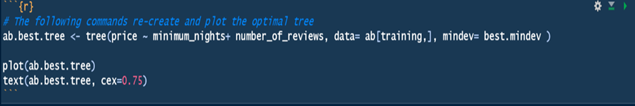 ```{r}
# The following commands re-create and plot the optimal tree
ab.best.tree <- tree(price ~ minimum_nights+ number_of_reviews, data= ab[training,], mindev= best.mindev )
plot(ab.best.tree)
text(ab.best.tree, cex=0.75)
```